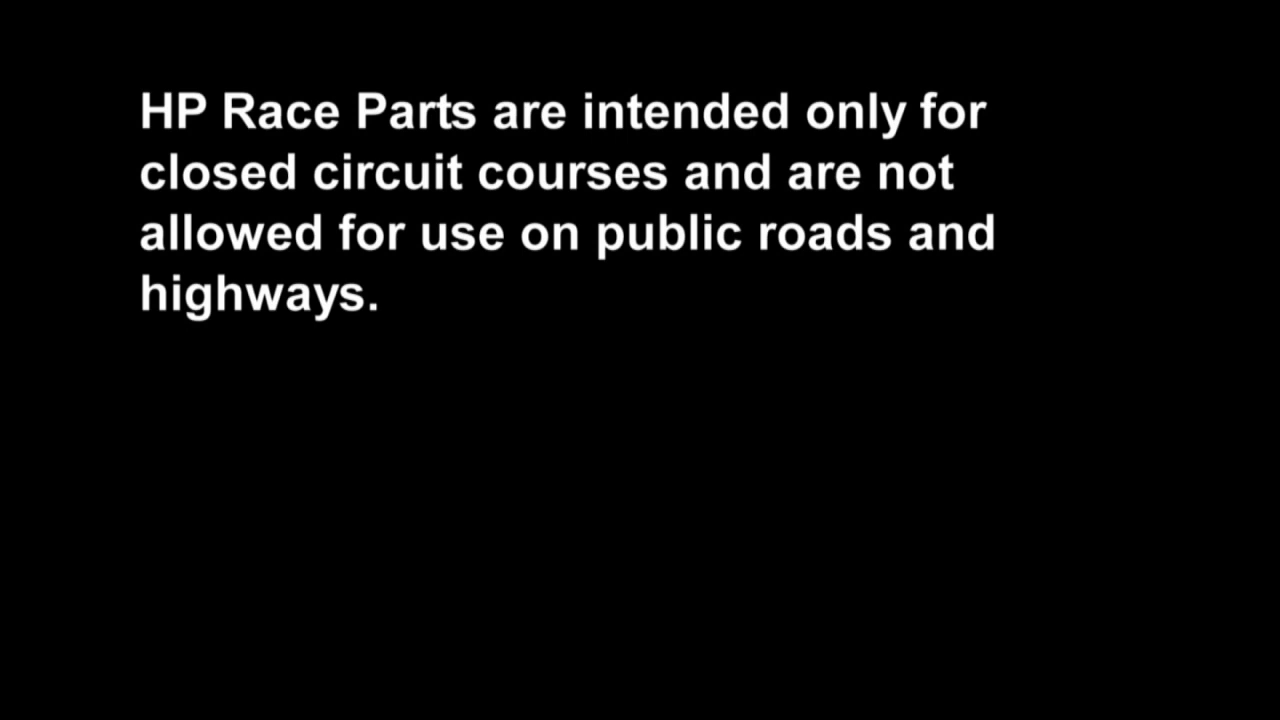 HP Race Parts are intended only for
closed circuit courses and are not
allowed for use on public roads and
highways.